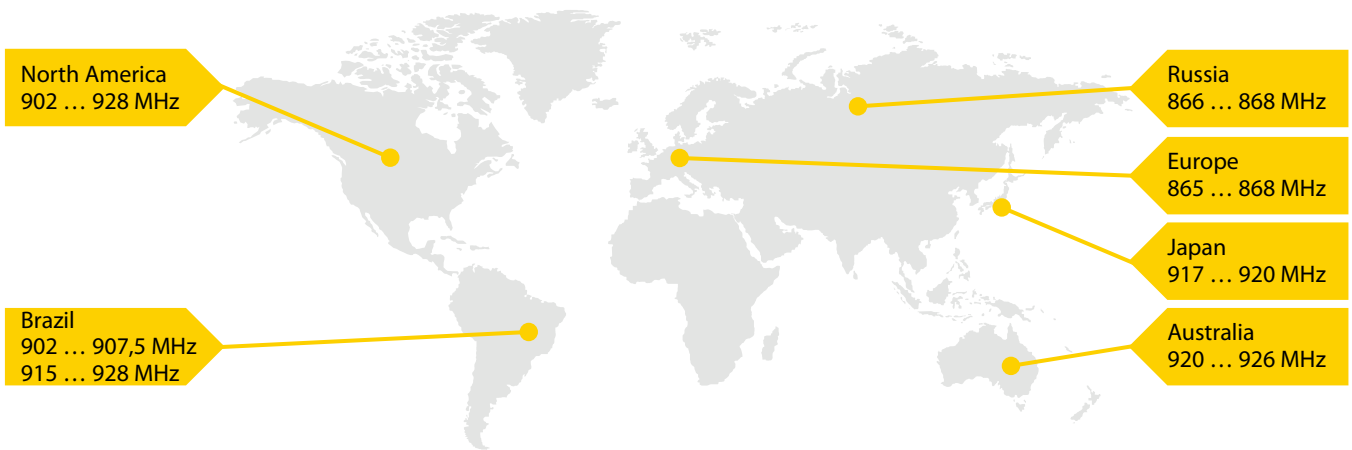 North America
902 … 928 MHz
Brazil
902 … 907,5 MHz
915 … 928 MHz
Russia
866 … 868 MHz
Europe
865 … 868 MHz
Japan
917 … 920 MHz
Australia
920 … 926 MHz